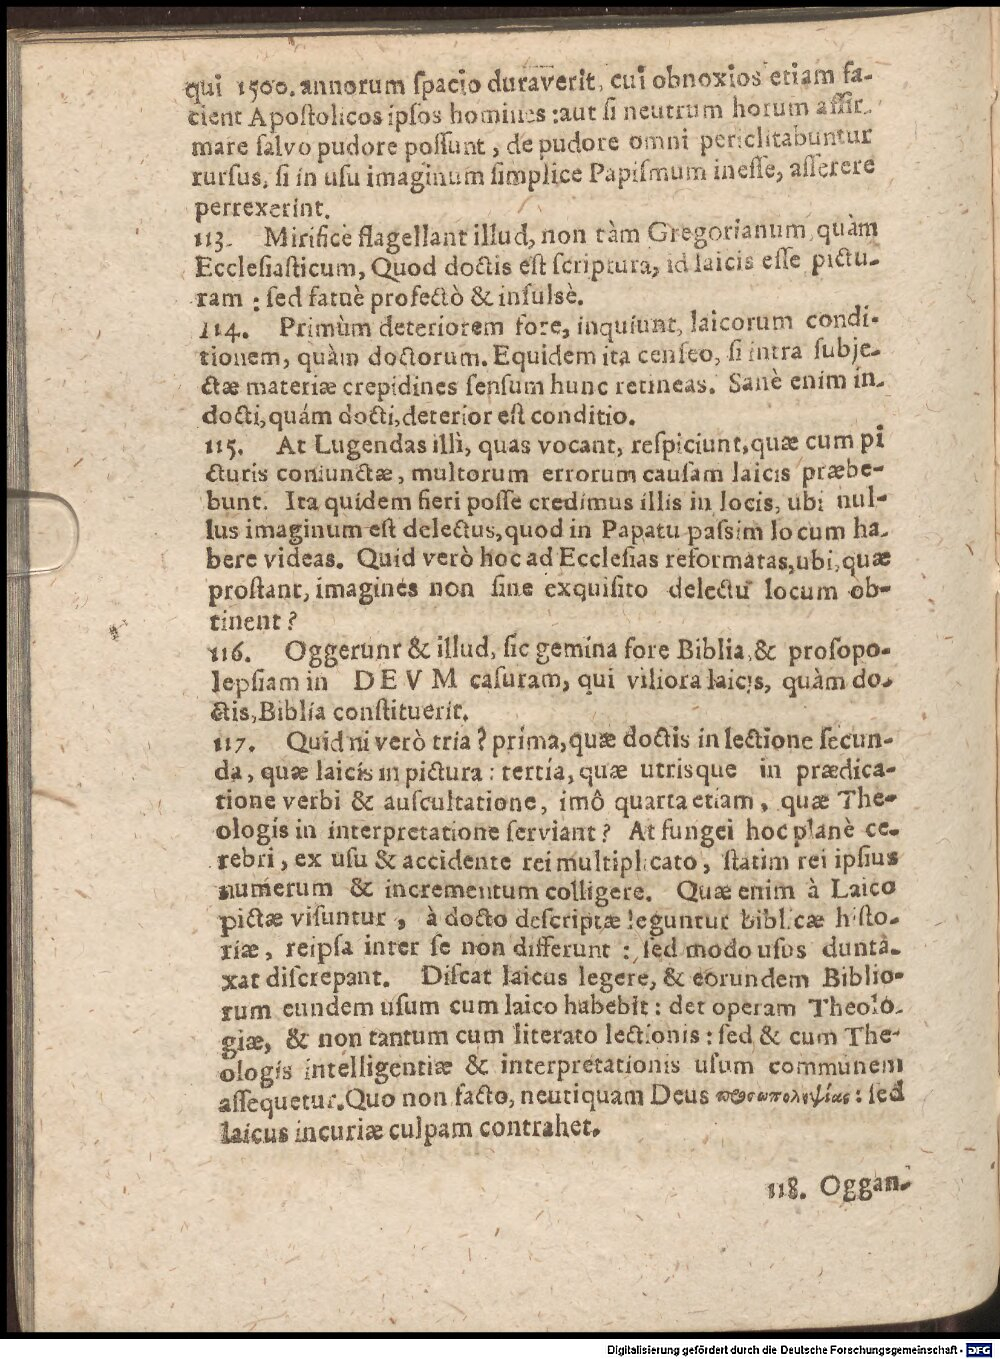 qui 1500. annorum ſpacio duraverit, cui obnoxios etiam fa-
cient Apoſtolicos ipſos homines : aut ſi neutrum horum affir-
mare ſalvo pudore poſſunt, de pudore omni periclitabuntur
rurſus, ſi in uſu imaginum ſimplice Papiſmum ineſſe, aſſerere
perrexerint.
113. Mirificè flagellant illud, non tàm Gregorianum, quàm
Eccleſiaſticum, Quod doctis eſt ſcriptura, id laicis eſſe pictu-
ram : ſed fatuè profectò & inſulsè.
114. Primùm deteriorem fore, inquiunt, laicorum condi-
tionem, quàm doctorum. Equidem ita cenſeo, ſi intra ſubje-
ctæ materiæ crepidines ſenſum hunc retineas. Sanè enim in-
docti, quám docti, deterior eſt conditio.
115. At Lugendas illi, quas vocant, reſpiciunt, quæ cum pi
cturis coniunctæ, multorum errorum cauſam laicis præbe-
bunt. Ita quidem fieri poſſe credimus illis in locis, ubi nul-
lus imaginum eſt delectus, quod in Papatu paſsim locum ha-
bere videas. Quid verò hoc ad Eccleſias reformatas, ubi, quæ
proſtant, imagines non ſine exquiſito delectu locum ob-
tinent ?
116. Oggerunr & illud, ſic gemina fore Biblia, & proſopo-
lepſiam in DEVM caſuram, qui viliora laicis, quàm do-
ctis, Biblia conſtituerit.
117. Quid ni verò tria ? prima, quæ doctis in lectione ſecun-
da, quæ laicis in pictura : tertia, quæ utrisque in prædica-
tione verbi & auſcultatione, imô quarta etiam, quæ The-
ologis in interpretatione ſerviant ? At fungei hoc planè ce-
rebri, ex uſu & accidente rei multiplicato, ſtatim rei ipſius
numerum & incrementum colligere. Quæ enim à Laico
pictæ viſuntur, à docto deſcriptæ leguntur biblicæ hiſto-
riæ, reipſa inter ſe non differunt : ſed modo uſus dunta-
xat diſcrepant. Diſcat laicus legere, & eorundem Biblio-
rum eundem uſum cum laico habebit : det operam Theolo-
giæ, & non tantum cum literato lectionis : ſed & cum The-
ologis intelligentiæ & interpretationis uſum communem
aſſequetur. Quo non facto, neutiquam Deus προσωποληψίας : ſed
laicus incuriæ culpam contrahet.
118. Oggan-
Digitalisierung gefördert durch die Deutsche Forschungsgemeinschaft - DFG